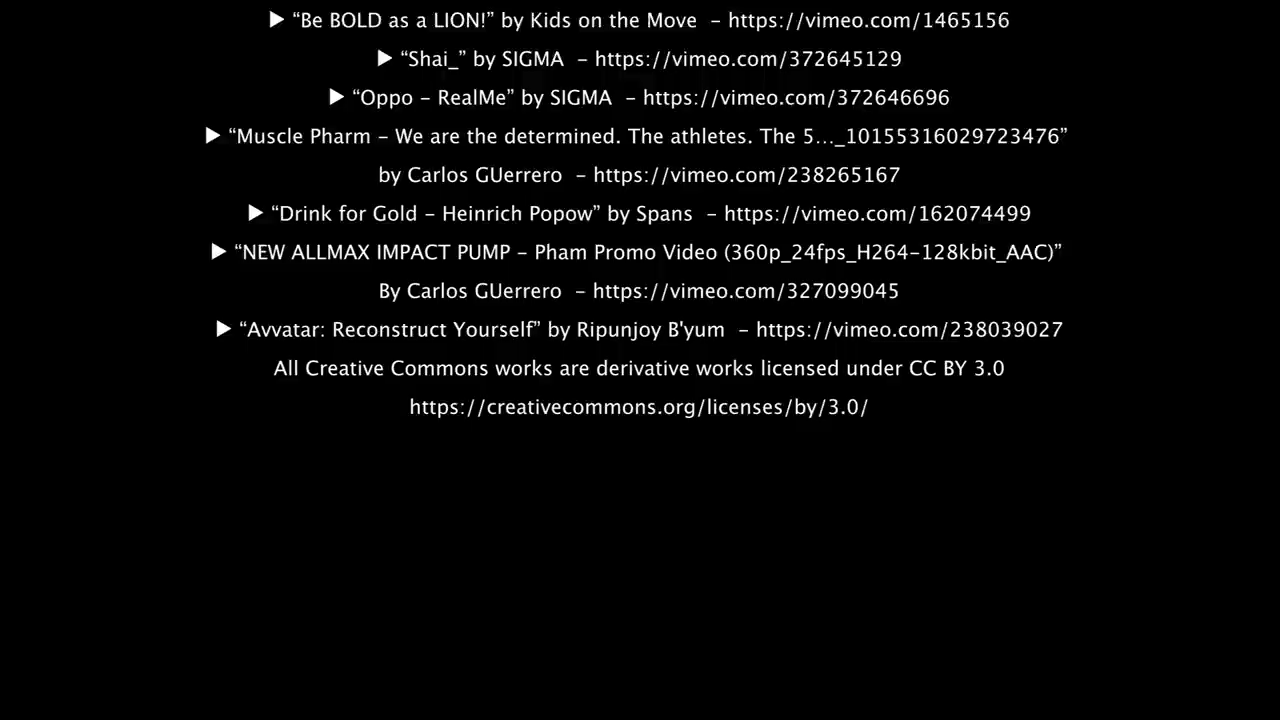 ▶ “Be BOLD as a LION!” by Kids on the Move – https://vimeo.com/1465156
▶ “Shai_” by SIGMA – https://vimeo.com/372645129
▶ “Oppo – RealMe” by SIGMA – https://vimeo.com/372646696
▶ “Muscle Pharm – We are the determined. The athletes. The 5…_10155316029723476”
by Carlos GUerrero – https://vimeo.com/238265167
▶ “Drink for Gold – Heinrich Popow” by Spans – https://vimeo.com/162074499
▶ “NEW ALLMAX IMPACT PUMP – Pham Promo Video (360p_24fps_H264-128kbit_AAC)”
By Carlos GUerrero – https://vimeo.com/327099045
▶ “Avvatar: Reconstruct Yourself” by Ripunjoy B'yum – https://vimeo.com/238039027
All Creative Commons works are derivative works licensed under CC BY 3.0
https://creativecommons.org/licenses/by/3.0/